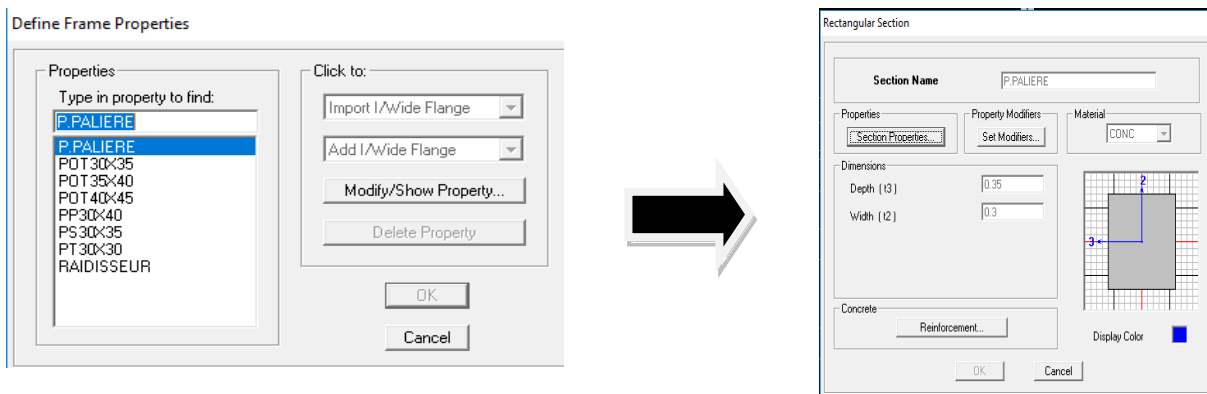 Define Frame Properties
Properties
Type in property to find:
P.PALIERE
P.PALIERE
POT30X35
POT35X40
POT40X45
PP30X40
PS30X35
PT30X30
RAIDISSEUR
Click to:
Import I/Wide Flange
Add I/Wide Flange
Modify/Show Property...
Delete Property
OK
Cancel
Rectangular Section
Section Name P.PALIERE
Properties
Section Properties...
Property Modifiers
Set Modifiers...
Material
CONC
Dimensions
Depth ( t3 ) 0.35
Width ( t2 ) 0.3
2
3
Concrete
Reinforcement...
Display Color
OK Cancel